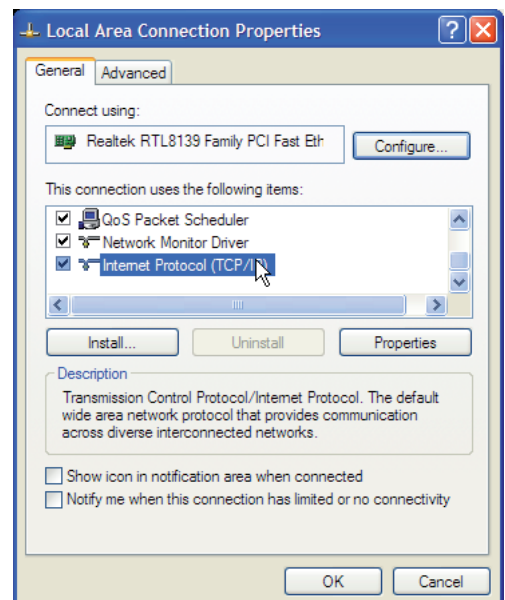 Local Area Connection Properties
General
Advanced
Connect using:
Realtek RTL8139 Family PCI Fast Eth
Configure...
This connection uses the following items:
QoS Packet Scheduler
Network Monitor Driver
Internet Protocol (TCP/IP)
Install...
Uninstall
Properties
Description
Transmission Control Protocol/Internet Protocol. The default
wide area network protocol that provides communication
across diverse interconnected networks.
Show icon in notification area when connected
Notify me when this connection has limited or no connectivity
OK
Cancel